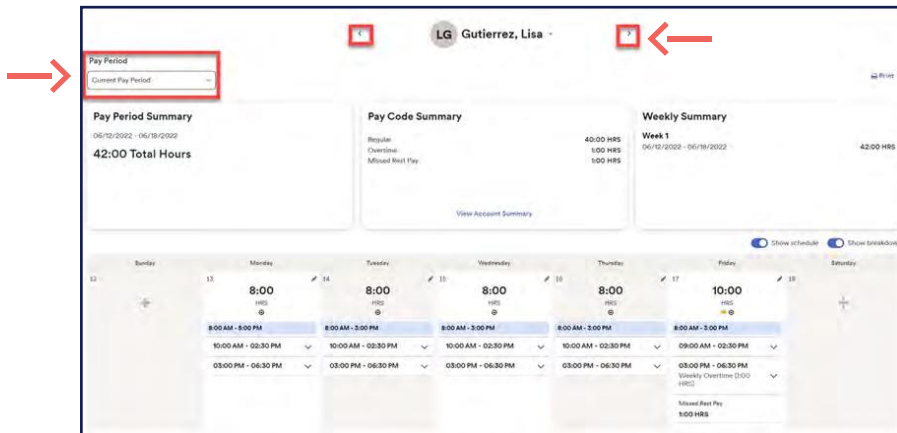 LG Gutierrez, Lisa
Pay Period
Current Pay Period
Print
Pay Period Summary
06/12/2022 - 06/18/2022
42:00 Total Hours
Pay Code Summary
Regular 40:00 HRS
Overtime 1:00 HRS
Missed Rest Pay 1:00 HRS
View Account Summary
Weekly Summary
Week 1
06/12/2022 - 06/18/2022 42:00 HRS
Show schedule Show breakdow
Sunday Monday Tuesday Wednesday Thursday Friday Saturday
12 13 14 15 16 17 18
8:00 8:00 8:00 8:00 10:00
HRS HRS HRS HRS HRS
8:00 AM - 5:00 PM 8:00 AM - 3:00 PM 8:00 AM - 3:00 PM 8:00 AM - 3:00 PM 8:00 AM - 3:00 PM
10:00 AM - 02:30 PM 10:00 AM - 02:30 PM 10:00 AM - 02:30 PM 10:00 AM - 02:30 PM 09:00 AM - 02:30 PM
03:00 PM - 06:30 PM 03:00 PM - 06:30 PM 03:00 PM - 06:30 PM 03:00 PM - 06:30 PM 03:00 PM - 06:30 PM
Weekly Overtime (1:00
HRS)
Missed Rest Pay
1:00 HRS